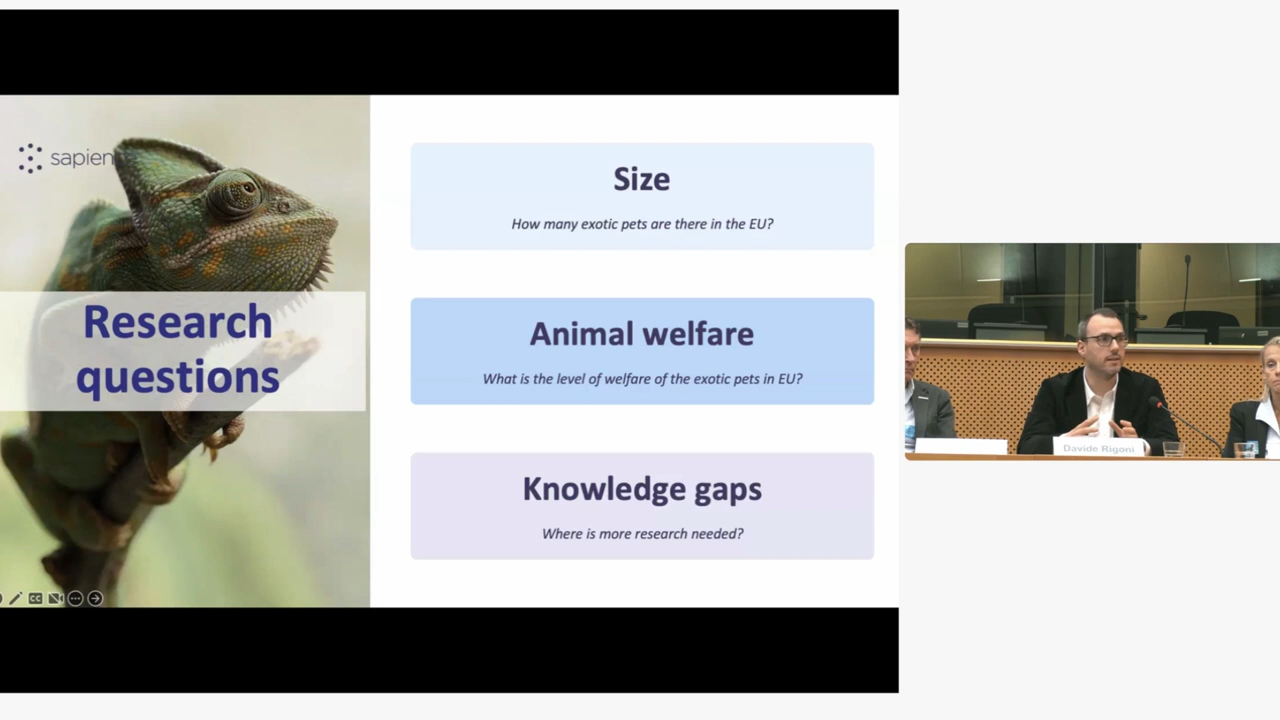 sapien
Research
questions
Size
How many exotic pets are there in the EU?
Animal welfare
What is the level of welfare of the exotic pets in EU?
Knowledge gaps
Where is more research needed?
CC
Davide Rigoni